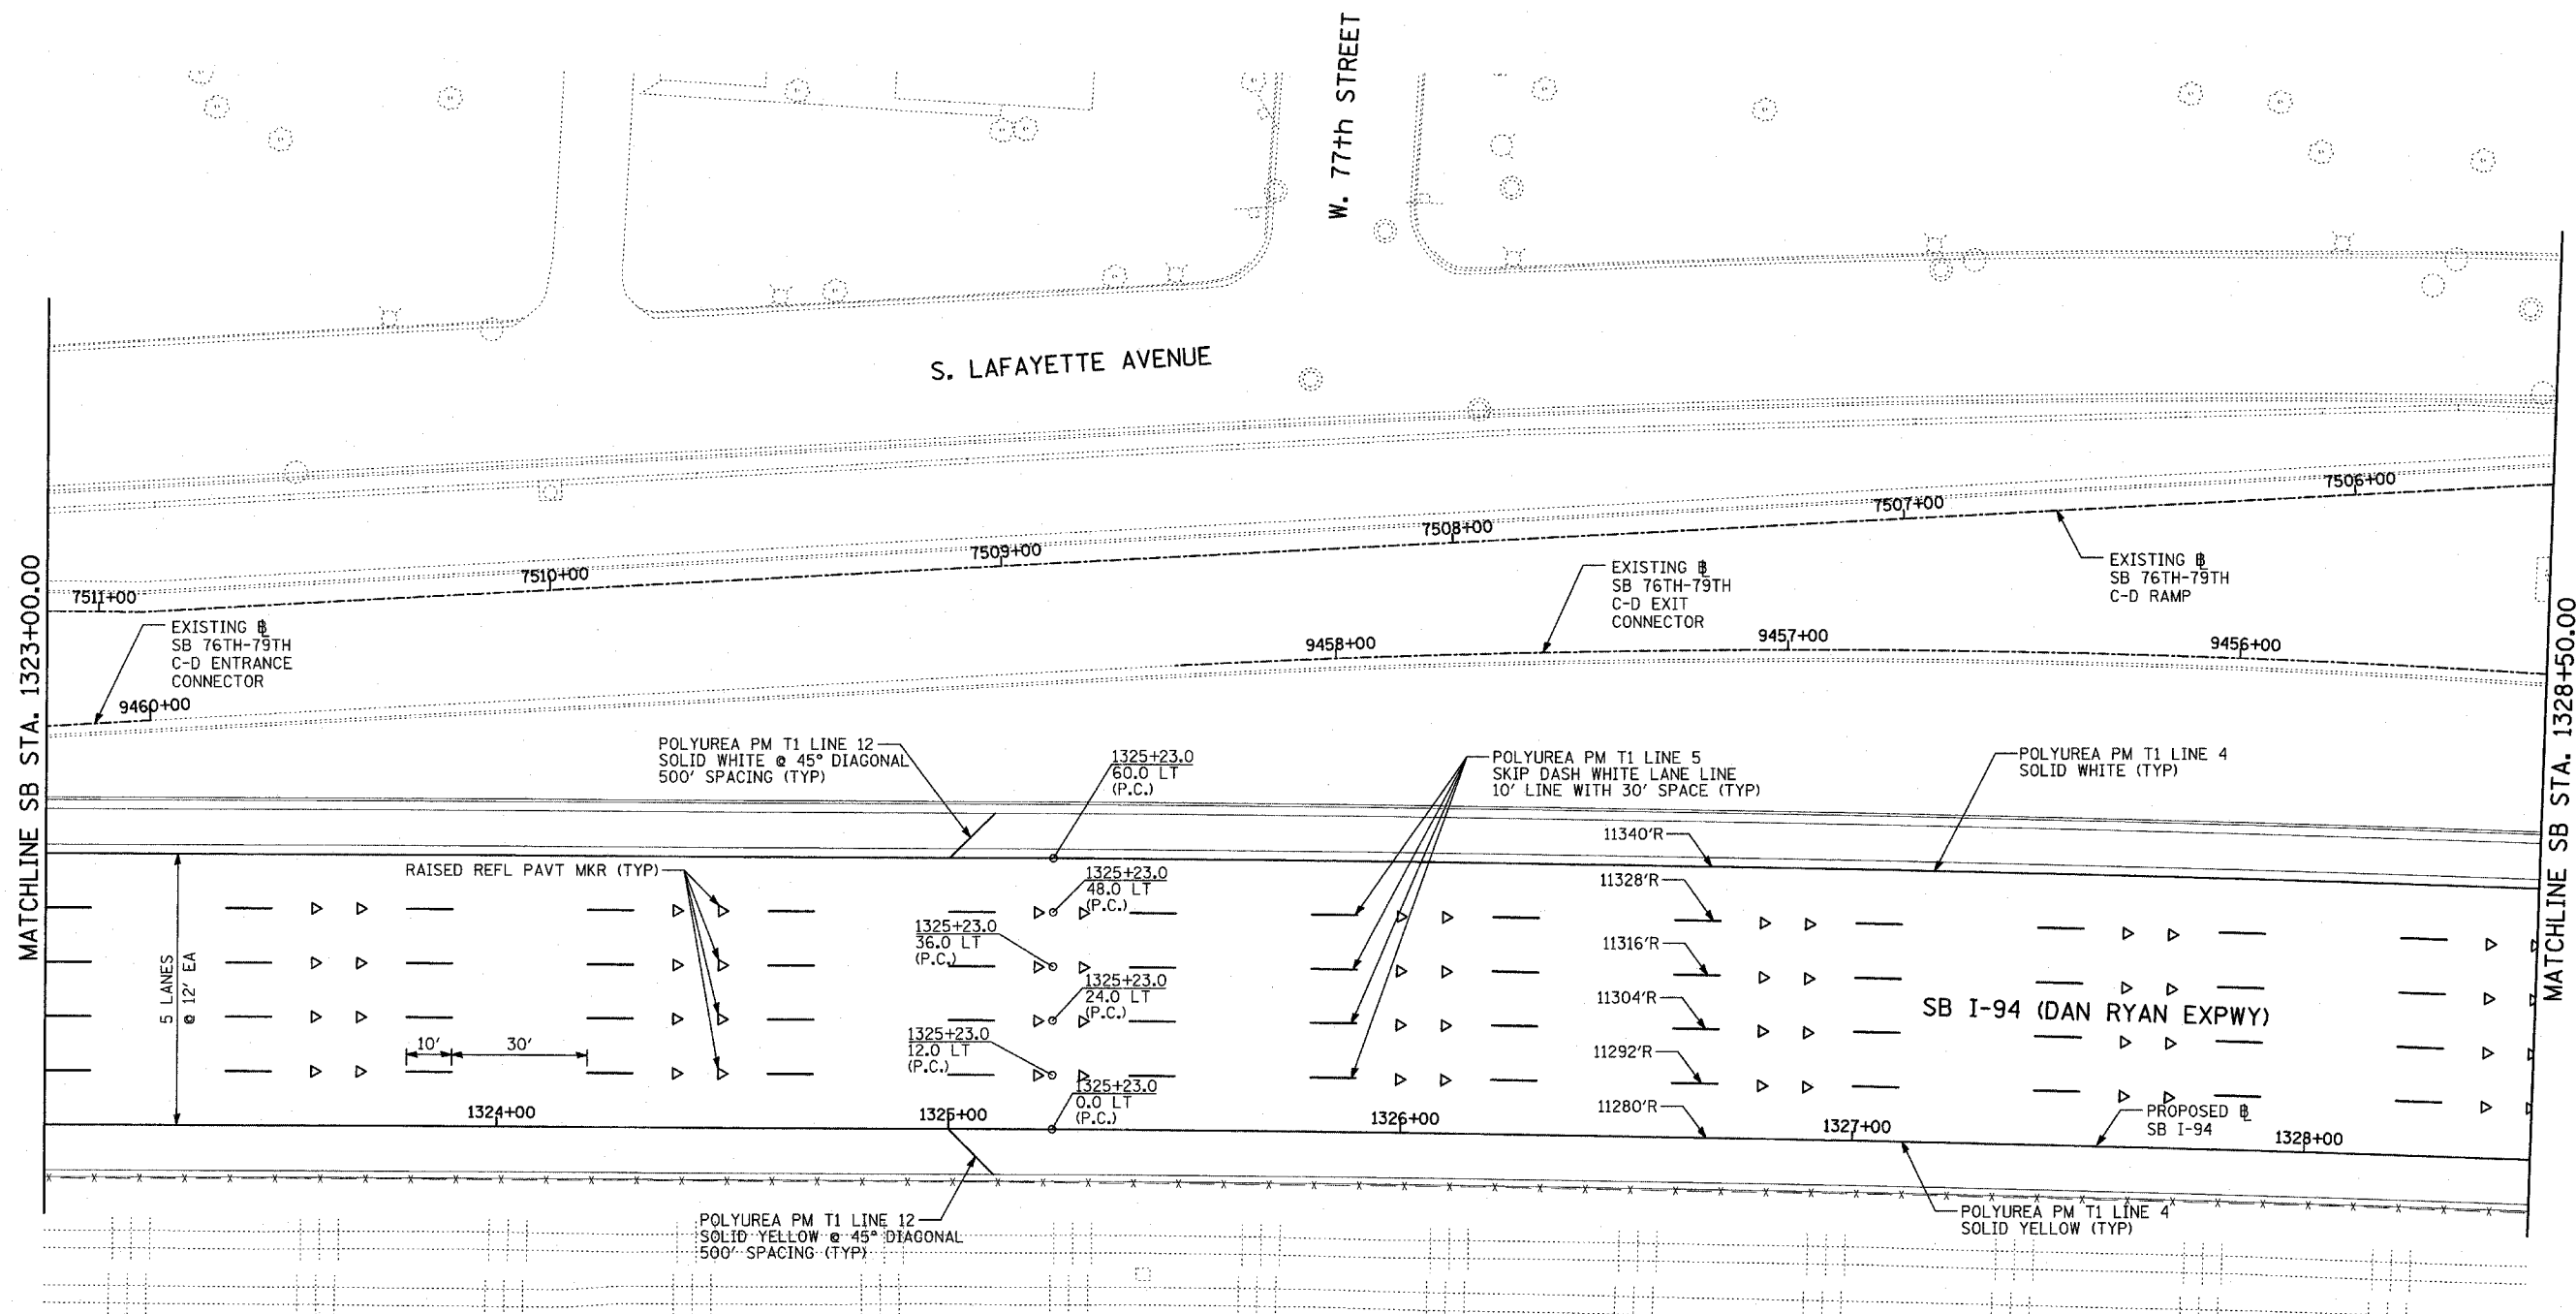 W. 77th STREET
S. LAFAYETTE AVENUE
MATCHLINE SB STA. 1323+00.00
MATCHLINE SB STA. 1328+50.00
7511+00
7510+00
7509+00
7508+00
7507+00
7506+00
EXISTING ℄
SB 76TH-79TH
C-D ENTRANCE
CONNECTOR
EXISTING ℄
SB 76TH-79TH
C-D EXIT
CONNECTOR
EXISTING ℄
SB 76TH-79TH
C-D RAMP
9460+00
9458+00
9457+00
9456+00
POLYUREA PM T1 LINE 12
SOLID WHITE @ 45° DIAGONAL
500' SPACING (TYP)
1325+23.0
60.0 LT
(P.C.)
POLYUREA PM T1 LINE 5
SKIP DASH WHITE LANE LINE
10' LINE WITH 30' SPACE (TYP)
POLYUREA PM T1 LINE 4
SOLID WHITE (TYP)
RAISED REFL PAVT MKR (TYP)
1325+23.0
48.0 LT
(P.C.)
1325+23.0
36.0 LT
(P.C.)
1325+23.0
24.0 LT
(P.C.)
1325+23.0
12.0 LT
(P.C.)
1325+23.0
0.0 LT
(P.C.)
11340'R
11328'R
11316'R
11304'R
11292'R
11280'R
5 LANES
@ 12' EA
10'
30'
SB I-94 (DAN RYAN EXPWY)
1324+00
1325+00
1326+00
1327+00
1328+00
PROPOSED ℄
SB I-94
POLYUREA PM T1 LINE 12
SOLID YELLOW @ 45° DIAGONAL
500' SPACING (TYP)
POLYUREA PM T1 LINE 4
SOLID YELLOW (TYP)